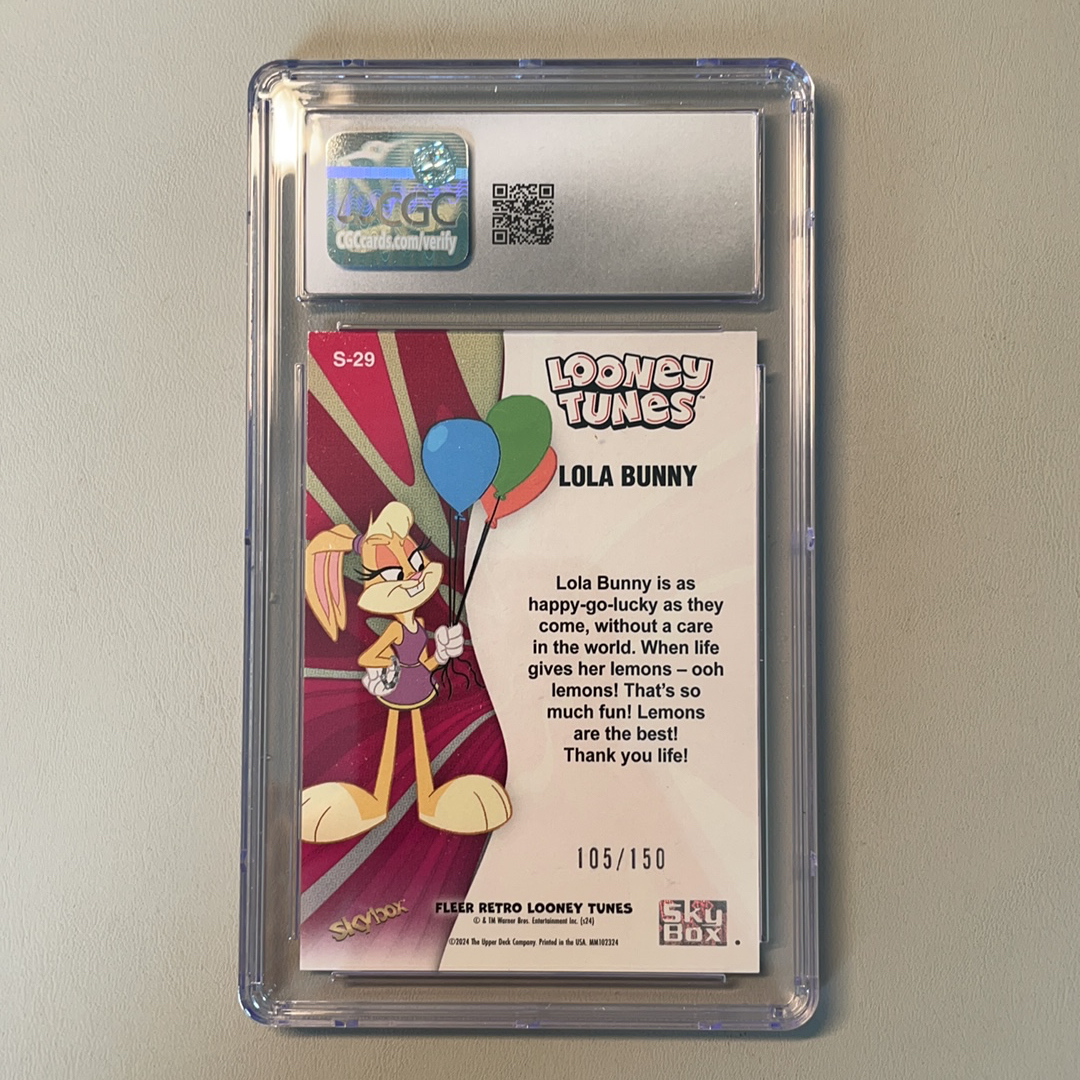 CGC
CGCcards.com/verify
S-29
LOONEY
TUNES™
LOLA BUNNY
Lola Bunny is as
happy-go-lucky as they
come, without a care
in the world. When life
gives her lemons – ooh
lemons! That’s so
much fun! Lemons
are the best!
Thank you life!
105/150
skybox
FLEER RETRO LOONEY TUNES
© & TM Warner Bros. Entertainment Inc. (s24)
©2024 The Upper Deck Company. Printed in the USA. MM102324
Sky
Box